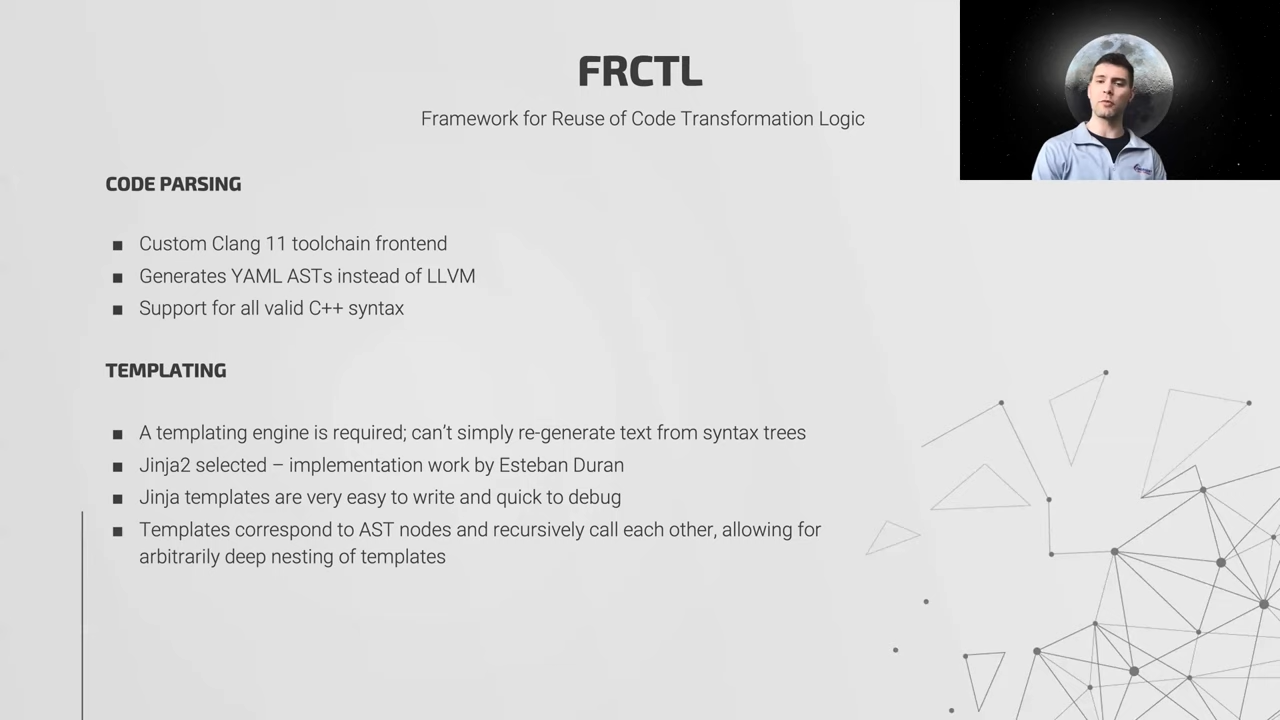 FRCTL
Framework for Reuse of Code Transformation Logic
CODE PARSING
▪ Custom Clang 11 toolchain frontend
▪ Generates YAML ASTs instead of LLVM
▪ Support for all valid C++ syntax
TEMPLATING
▪ A templating engine is required; can’t simply re-generate text from syntax trees
▪ Jinja2 selected – implementation work by Esteban Duran
▪ Jinja templates are very easy to write and quick to debug
▪ Templates correspond to AST nodes and recursively call each other, allowing for
arbitrarily deep nesting of templates